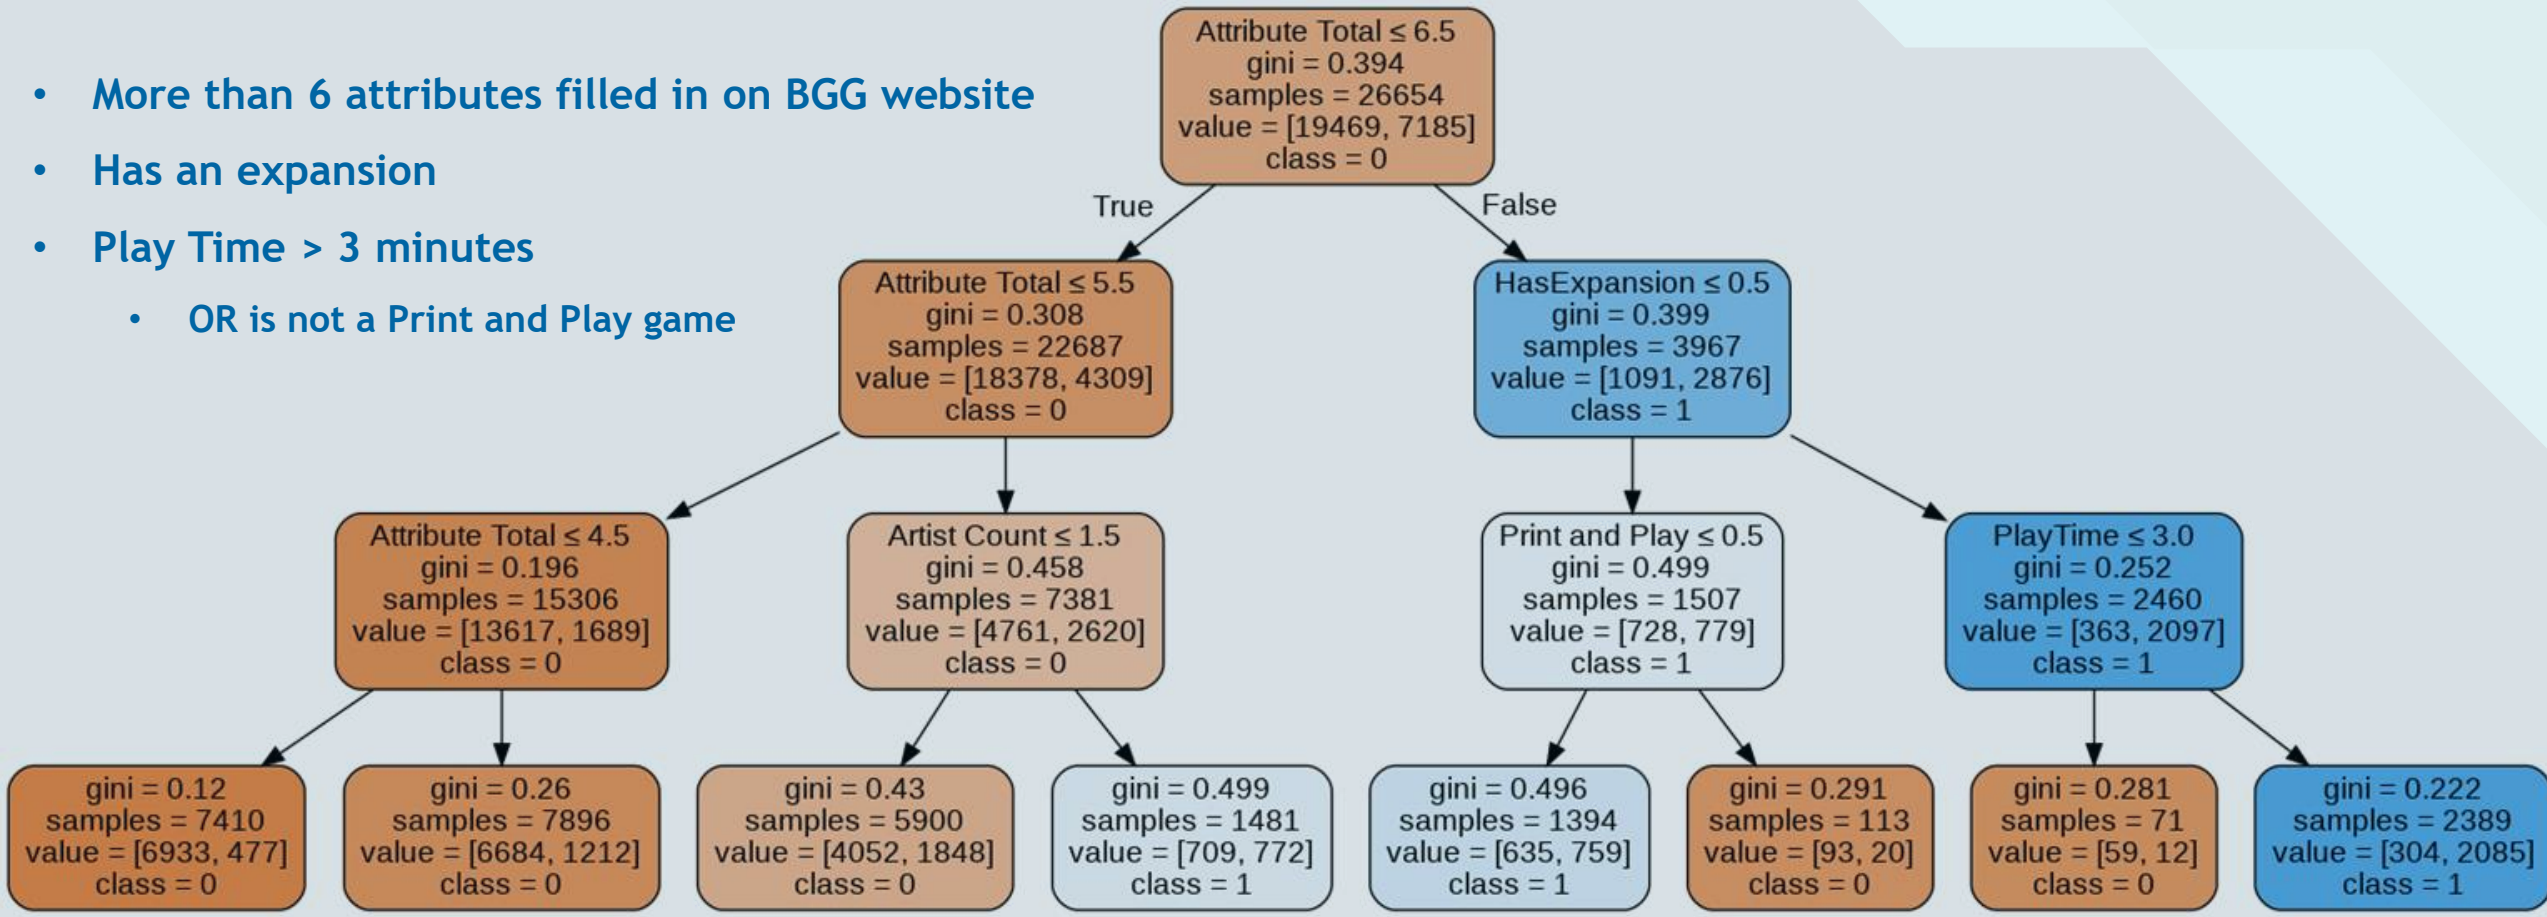 • More than 6 attributes filled in on BGG website
• Has an expansion
• Play Time > 3 minutes
• OR is not a Print and Play game
Attribute Total ≤ 6.5
gini = 0.394
samples = 26654
value = [19469, 7185]
class = 0
True
False
Attribute Total ≤ 5.5
gini = 0.308
samples = 22687
value = [18378, 4309]
class = 0
HasExpansion ≤ 0.5
gini = 0.399
samples = 3967
value = [1091, 2876]
class = 1
Attribute Total ≤ 4.5
gini = 0.196
samples = 15306
value = [13617, 1689]
class = 0
Artist Count ≤ 1.5
gini = 0.458
samples = 7381
value = [4761, 2620]
class = 0
Print and Play ≤ 0.5
gini = 0.499
samples = 1507
value = [728, 779]
class = 1
PlayTime ≤ 3.0
gini = 0.252
samples = 2460
value = [363, 2097]
class = 1
gini = 0.12
samples = 7410
value = [6933, 477]
class = 0
gini = 0.26
samples = 7896
value = [6684, 1212]
class = 0
gini = 0.43
samples = 5900
value = [4052, 1848]
class = 0
gini = 0.499
samples = 1481
value = [709, 772]
class = 1
gini = 0.496
samples = 1394
value = [635, 759]
class = 1
gini = 0.291
samples = 113
value = [93, 20]
class = 0
gini = 0.281
samples = 71
value = [59, 12]
class = 0
gini = 0.222
samples = 2389
value = [304, 2085]
class = 1